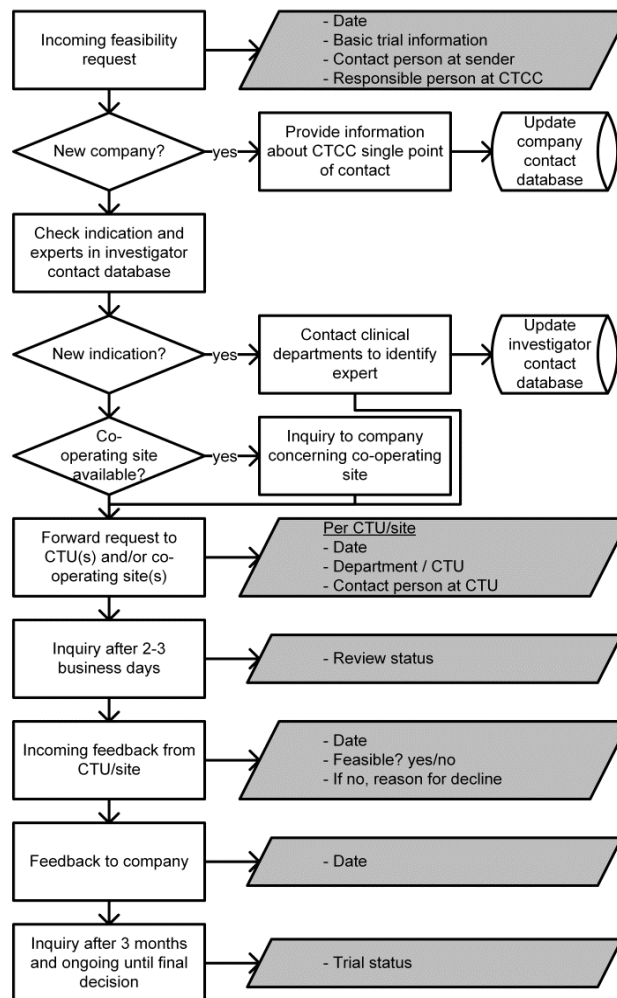 Incoming feasibility
request
- Date
- Basic trial information
- Contact person at sender
- Responsible person at CTCC
New company?
yes
Provide information
about CTCC single point
of contact
Update
company
contact
database
Check indication and
experts in investigator
contact database
New indication?
yes
Contact clinical
departments to identify
expert
Update
investigator
contact
database
Co-
operating site
available?
yes
Inquiry to company
concerning co-operating
site
Forward request to
CTU(s) and/or co-
operating site(s)
Per CTU/site
- Date
- Department / CTU
- Contact person at CTU
Inquiry after 2-3
business days
- Review status
Incoming feedback from
CTU/site
- Date
- Feasible? yes/no
- If no, reason for decline
Feedback to company
- Date
Inquiry after 3 months
and ongoing until final
decision
- Trial status